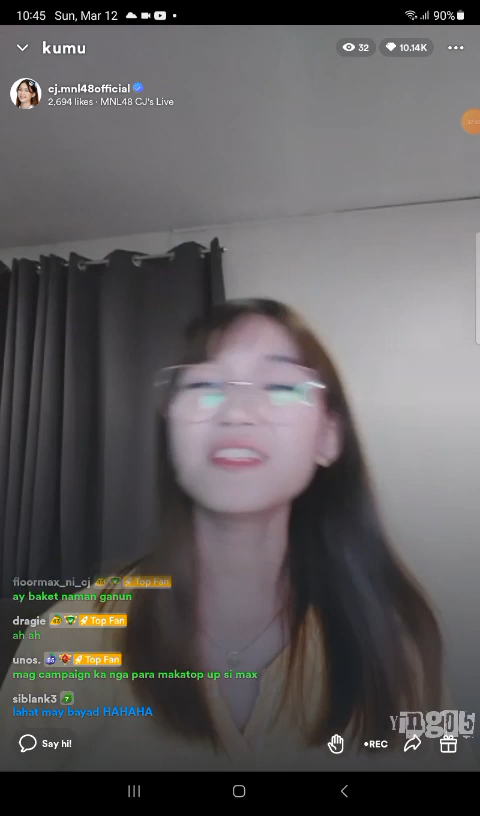 10:45 Sun, Mar 12 90%
kumu 32 10.14K
cj.mnl48official
2,694 likes · MNL48 CJ's Live
floormax_ni_cj Top Fan
ay baket naman ganun
dragie Top Fan
ah ah
unos. Top Fan
mag campaign ka nga para makatop up si max
siblank3 7
lahat may bayad HAHAHA
Yingo5
Say hi! •REC